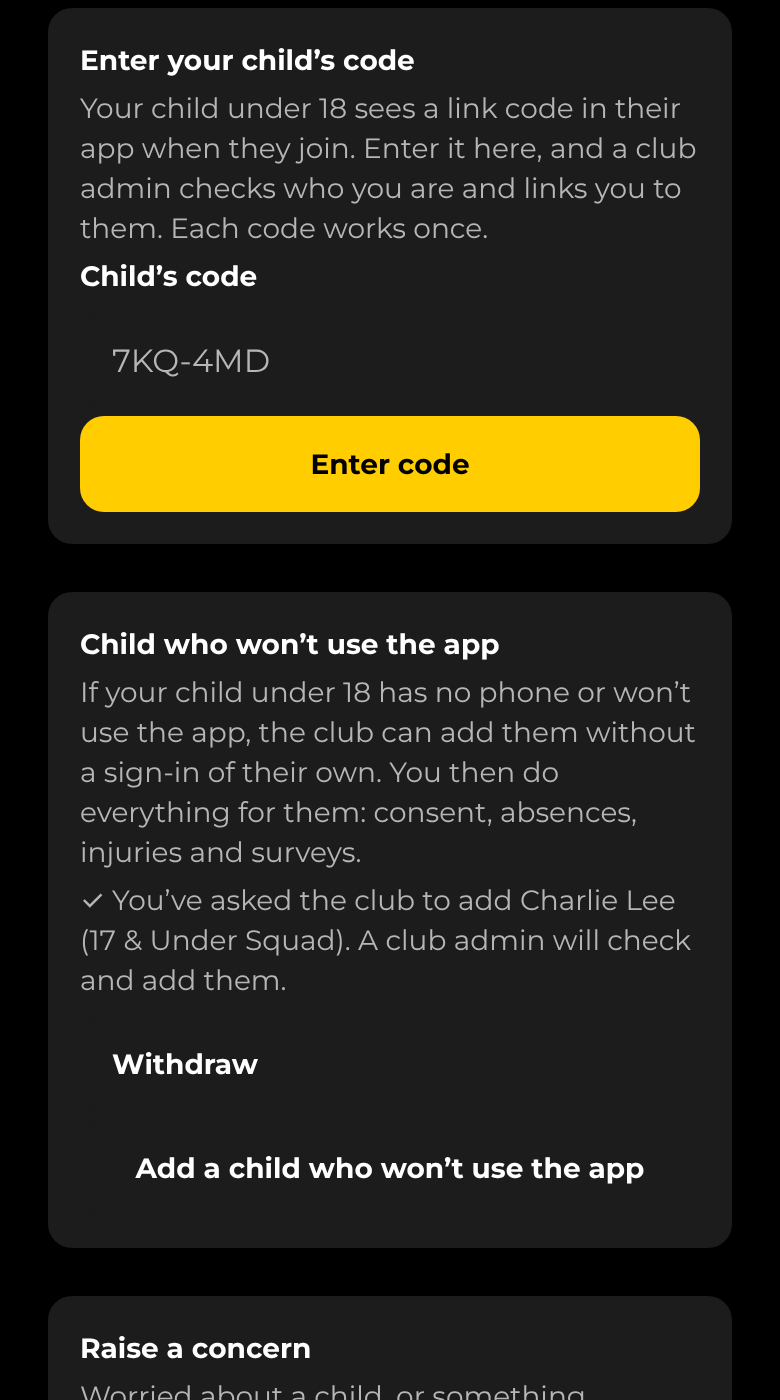 Enter your child’s code
Your child under 18 sees a link code in their
app when they join. Enter it here, and a club
admin checks who you are and links you to
them. Each code works once.
Child’s code
7KQ-4MD
Enter code
Child who won’t use the app
If your child under 18 has no phone or won’t
use the app, the club can add them without
a sign-in of their own. You then do
everything for them: consent, absences,
injuries and surveys.
✓ You’ve asked the club to add Charlie Lee
(17 & Under Squad). A club admin will check
and add them.
Withdraw
Add a child who won’t use the app
Raise a concern
Worried about a child, or something